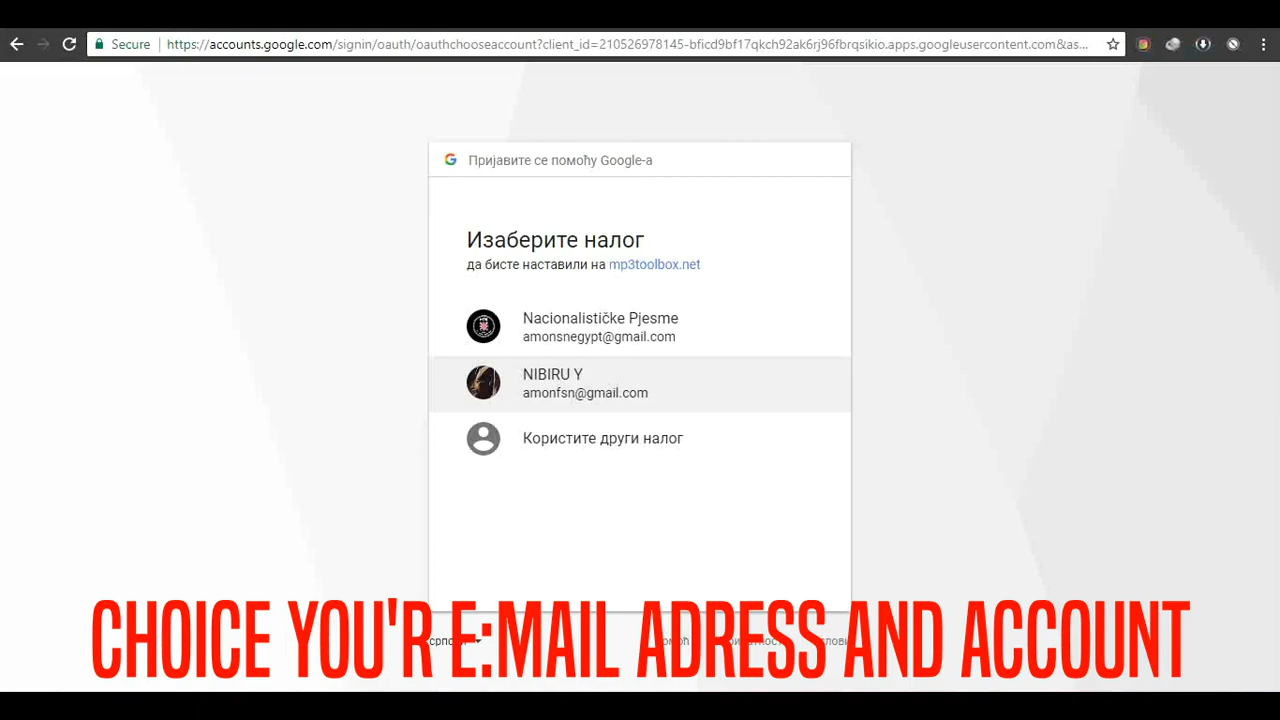 Secure
https://accounts.google.com/signin/oauth/oauthchooseaccount?client_id=210526978145-bficd9bf17qkch92ak6rj96fbrqsikio.apps.googleusercontent.com&as...
Пријавите се помоћу Google-а
Изаберите налог
да бисте наставили на mp3toolbox.net
Nacionalističke Pjesme
amonsnegypt@gmail.com
NIBIRU Y
amonfsn@gmail.com
Користите други налог
CHOICE YOU'R E:MAIL ADRESS AND ACCOUNT